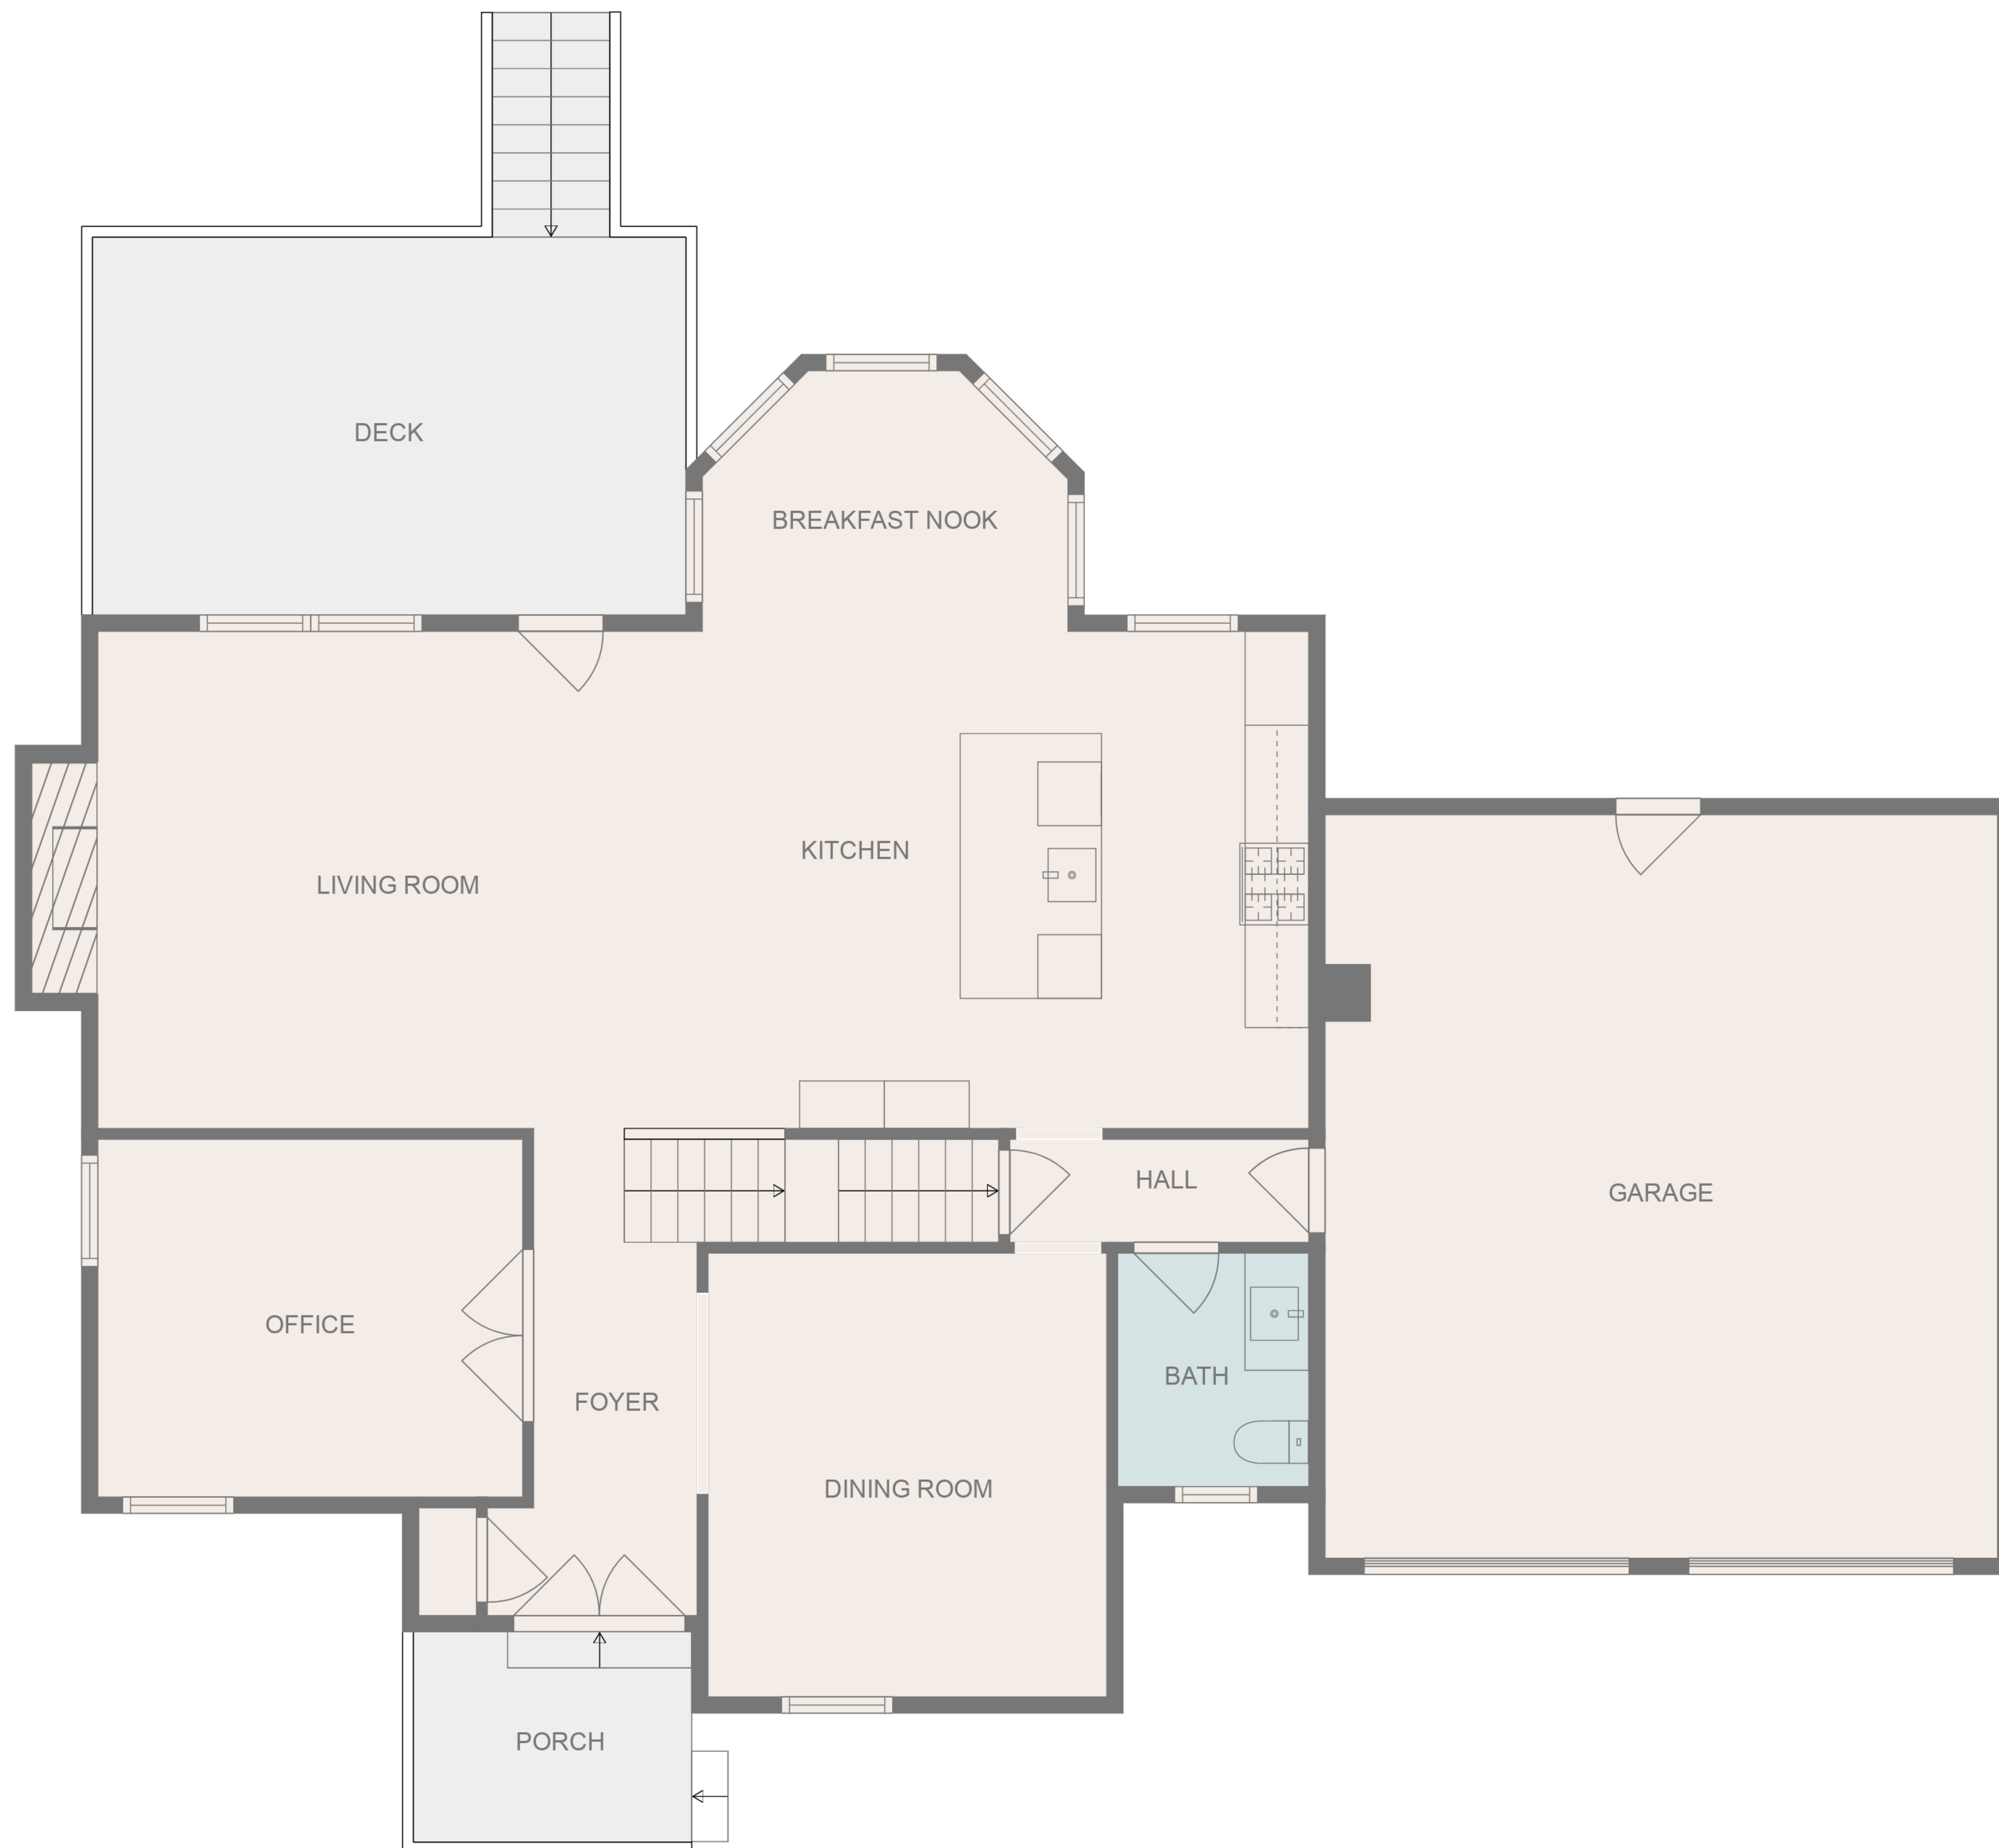 DECK
BREAKFAST NOOK
KITCHEN
LIVING ROOM
HALL
GARAGE
OFFICE
BATH
FOYER
DINING ROOM
PORCH